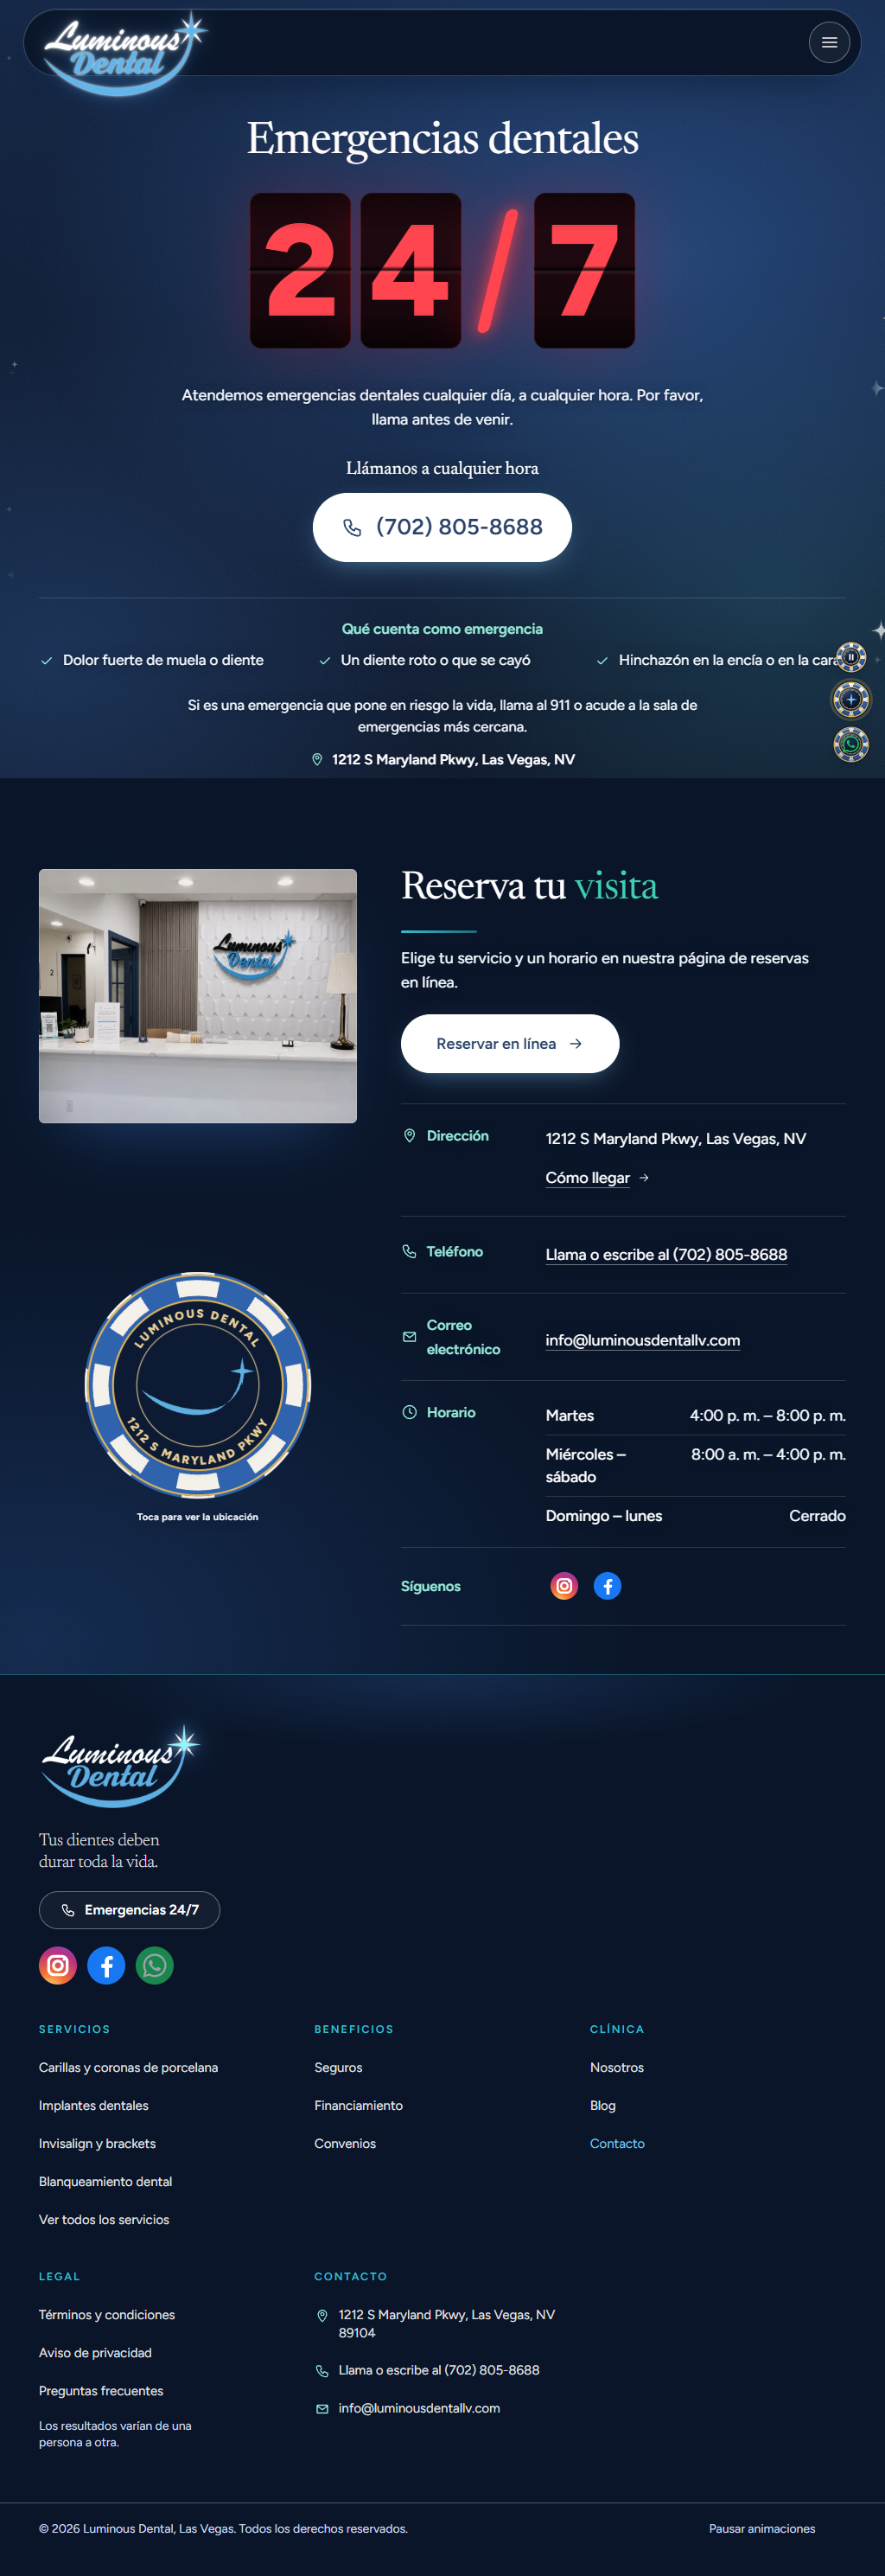 Luminous
Dental
Emergencias dentales
24/7
Atendemos emergencias dentales cualquier día, a cualquier hora. Por favor,
llama antes de venir.
Llámanos a cualquier hora
(702) 805-8688
Qué cuenta como emergencia
Dolor fuerte de muela o diente
Un diente roto o que se cayó
Hinchazón en la encía o en la cara
Si es una emergencia que pone en riesgo la vida, llama al 911 o acude a la sala de
emergencias más cercana.
1212 S Maryland Pkwy, Las Vegas, NV
Luminous
Dental
Reserva tu visita
Elige tu servicio y un horario en nuestra página de reservas
en línea.
Reservar en línea
Dirección
1212 S Maryland Pkwy, Las Vegas, NV
Cómo llegar
Teléfono
Llama o escribe al (702) 805-8688
Correo
electrónico
info@luminousdentallv.com
Horario
Martes
4:00 p. m. – 8:00 p. m.
Miércoles –
sábado
8:00 a. m. – 4:00 p. m.
Domingo – lunes
Cerrado
Síguenos
LUMINOUS DENTAL
1212 S MARYLAND PKWY
Toca para ver la ubicación
Luminous
Dental
Tus dientes deben
durar toda la vida.
Emergencias 24/7
SERVICIOS
Carillas y coronas de porcelana
Implantes dentales
Invisalign y brackets
Blanqueamiento dental
Ver todos los servicios
BENEFICIOS
Seguros
Financiamiento
Convenios
CLÍNICA
Nosotros
Blog
Contacto
LEGAL
Términos y condiciones
Aviso de privacidad
Preguntas frecuentes
Los resultados varían de una
persona a otra.
CONTACTO
1212 S Maryland Pkwy, Las Vegas, NV
89104
Llama o escribe al (702) 805-8688
info@luminousdentallv.com
© 2026 Luminous Dental, Las Vegas. Todos los derechos reservados.
Pausar animaciones